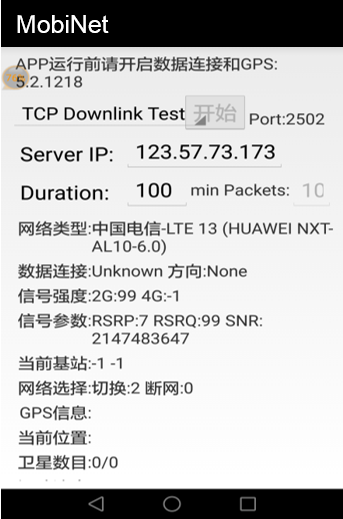 MobiNet
APP运行前请开启数据连接和GPS:
5.2.1218
TCP Downlink Test 开始 Port:2502
Server IP: 123.57.73.173
Duration: 100 min Packets: 10
网络类型:中国电信-LTE 13 (HUAWEI NXT-
AL10-6.0)
数据连接:Unknown 方向:None
信号强度:2G:99 4G:-1
信号参数:RSRP:7 RSRQ:99 SNR:
2147483647
当前基站:-1 -1
网络选择:切换:2 断网:0
GPS信息:
当前位置:
卫星数目:0/0